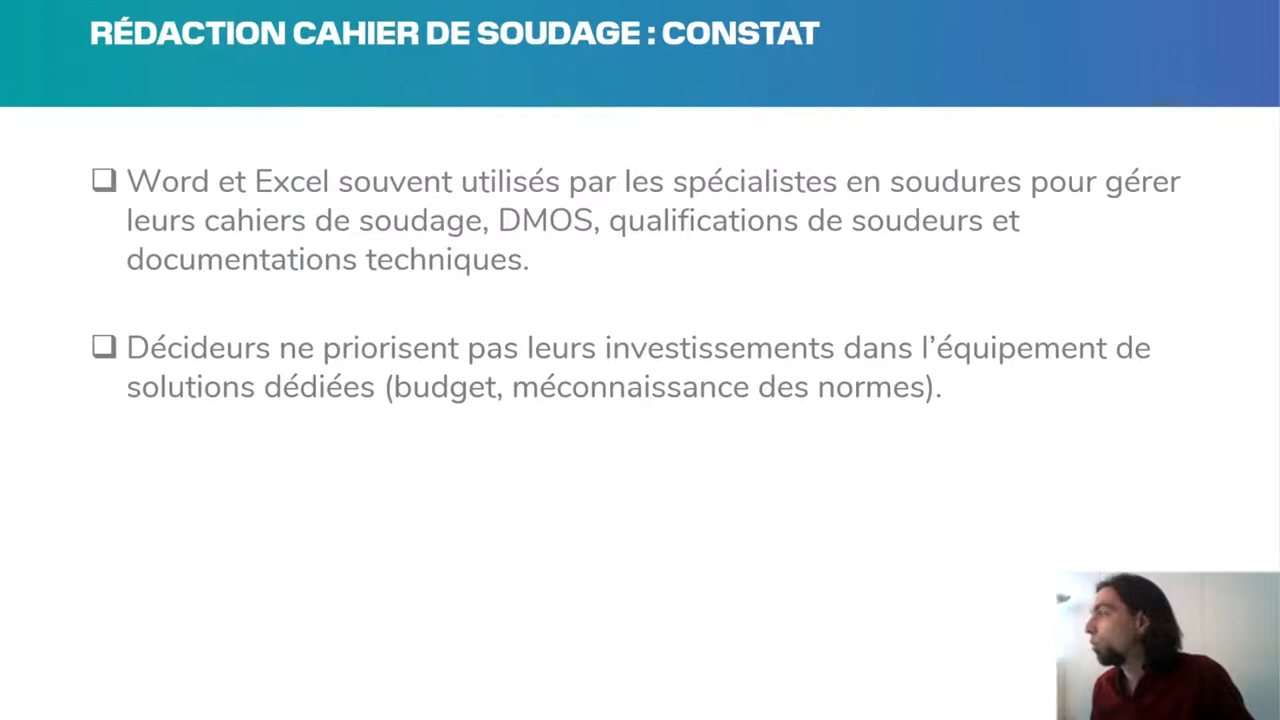 RÉDACTION CAHIER DE SOUDAGE : CONSTAT
❑ Word et Excel souvent utilisés par les spécialistes en soudures pour gérer
leurs cahiers de soudage, DMOS, qualifications de soudeurs et
documentations techniques.
❑ Décideurs ne priorisent pas leurs investissements dans l’équipement de
solutions dédiées (budget, méconnaissance des normes).